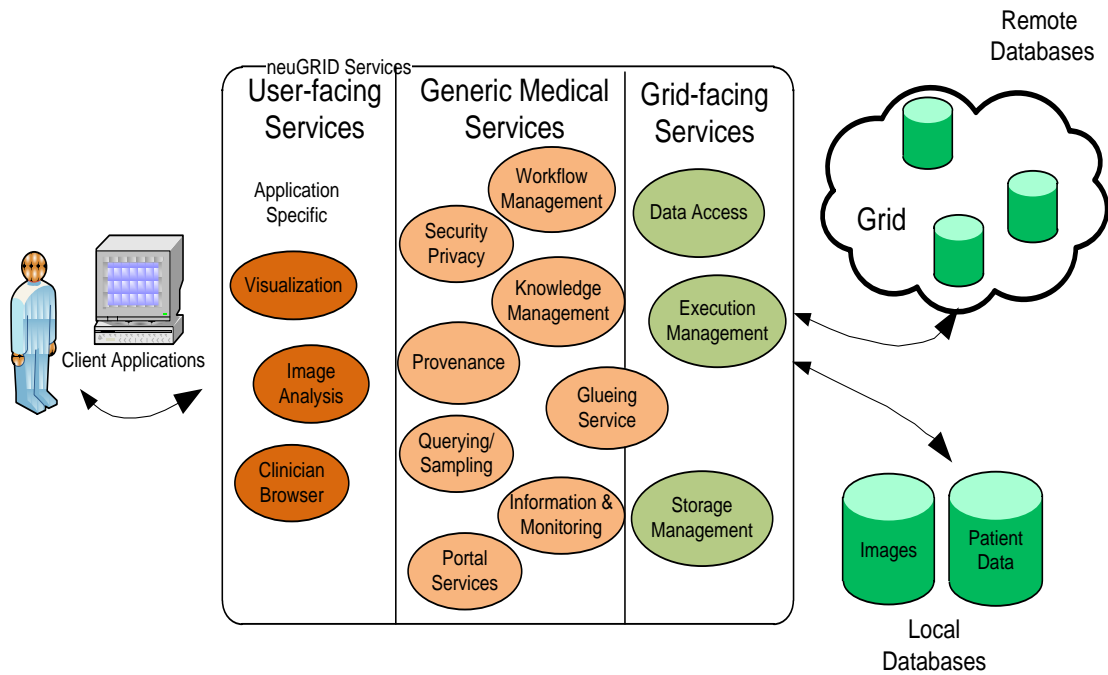 Remote
Databases
neuGRID Services
User-facing
Services
Generic Medical
Services
Grid-facing
Services
Application
Specific
Visualization
Image
Analysis
Clinician
Browser
Workflow
Management
Security
Privacy
Knowledge
Management
Provenance
Glueing
Service
Querying/
Sampling
Information &
Monitoring
Portal
Services
Data Access
Execution
Management
Storage
Management
Grid
Client Applications
Images
Patient
Data
Local
Databases